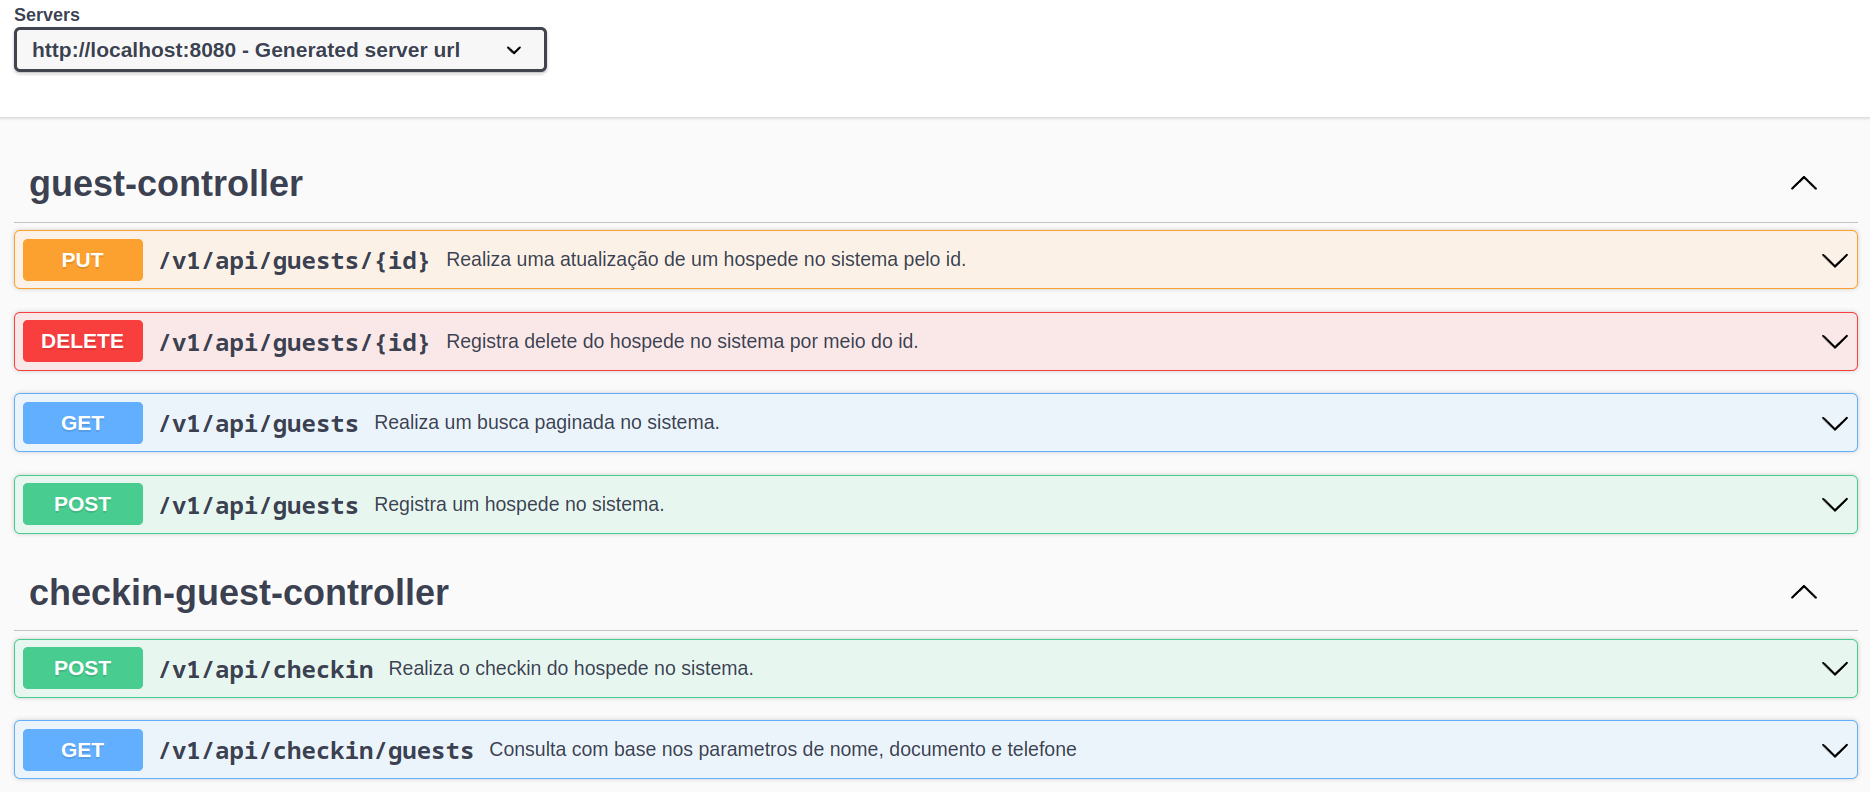 Servers
http://localhost:8080 - Generated server url
guest-controller
PUT /v1/api/guests/{id} Realiza uma atualização de um hospede no sistema pelo id.
DELETE /v1/api/guests/{id} Registra delete do hospede no sistema por meio do id.
GET /v1/api/guests Realiza um busca paginada no sistema.
POST /v1/api/guests Registra um hospede no sistema.
checkin-guest-controller
POST /v1/api/checkin Realiza o checkin do hospede no sistema.
GET /v1/api/checkin/guests Consulta com base nos parametros de nome, documento e telefone